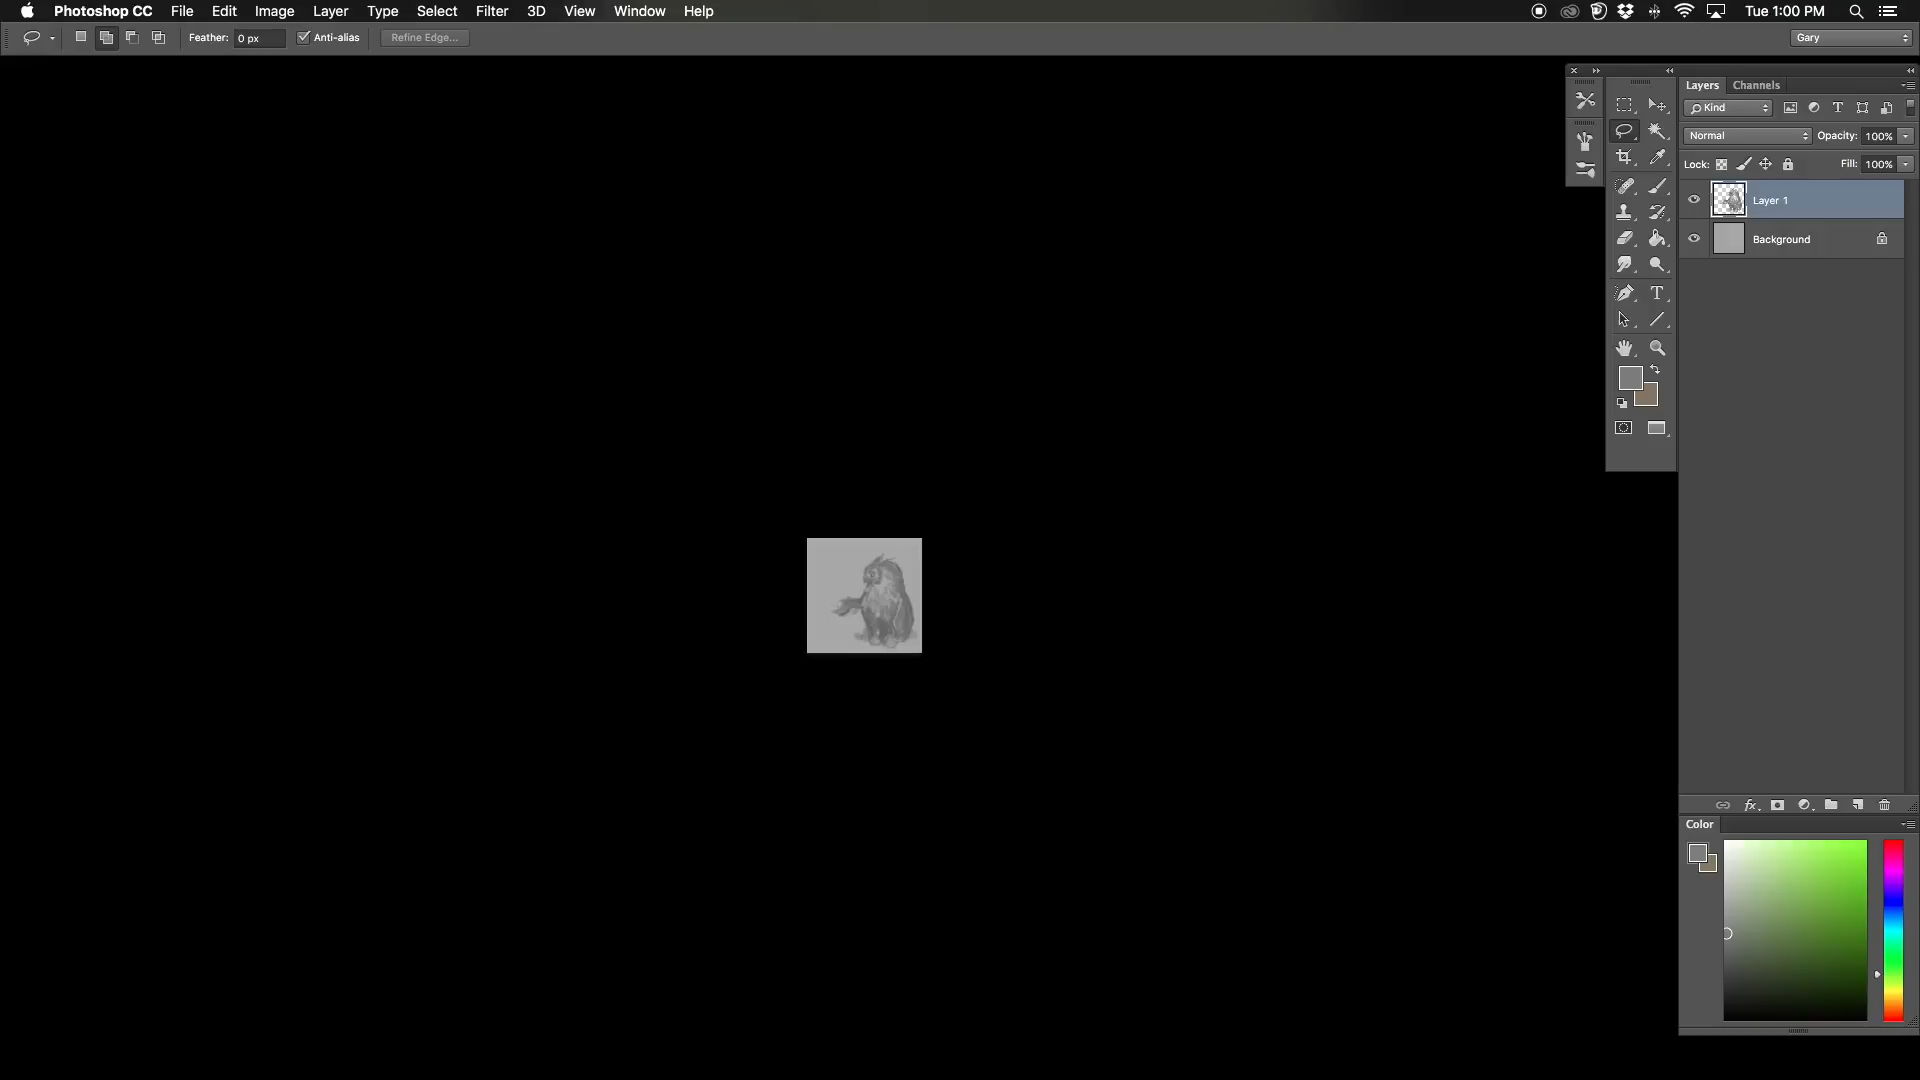 Photoshop CC File Edit Image Layer Type Select Filter 3D View Window Help Tue 1:00 PM
Feather: 0 px Anti-alias Refine Edge... Gary
Layers Channels
Kind
Normal Opacity: 100%
Lock: Fill: 100%
Layer 1
Background
fx
Color